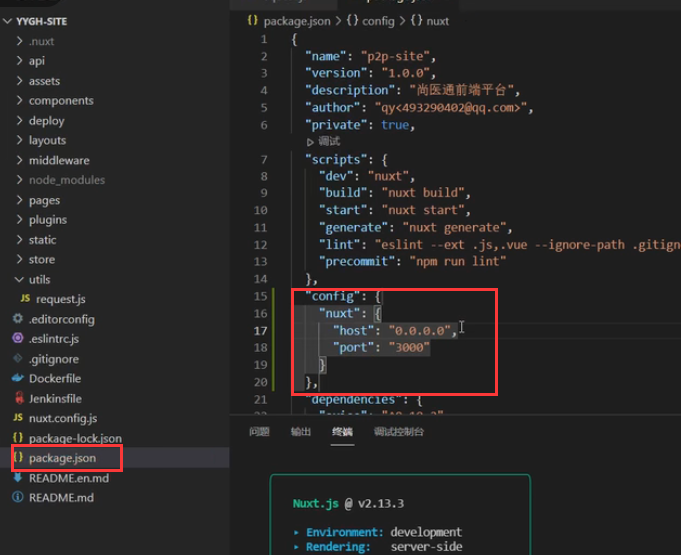 YYGH-SITE
.nuxt
api
assets
components
deploy
layouts
middleware
node_modules
pages
plugins
static
store
utils
JS request.js
.editorconfig
.eslintrc.js
.gitignore
Dockerfile
Jenkinsfile
JS nuxt.config.js
{} package-lock.json
{} package.json
README.en.md
README.md
{} package.json > {} config > {} nuxt
1 {
2 "name": "p2p-site",
3 "version": "1.0.0",
4 "description": "尚医通前端平台",
5 "author": "qy<493290402@qq.com>",
6 "private": true,
调试
7 "scripts": {
8 "dev": "nuxt",
9 "build": "nuxt build",
10 "start": "nuxt start",
11 "generate": "nuxt generate",
12 "lint": "eslint --ext .js,.vue --ignore-path .gitign
13 "precommit": "npm run lint"
14 },
15 "config": {
16 "nuxt": {
17 "host": "0.0.0.0",
18 "port": "3000"
19 }
20 },
21 "dependencies": {
问题 输出 终端 调试控制台
Nuxt.js @ v2.13.3
▸ Environment: development
▸ Rendering: server-side